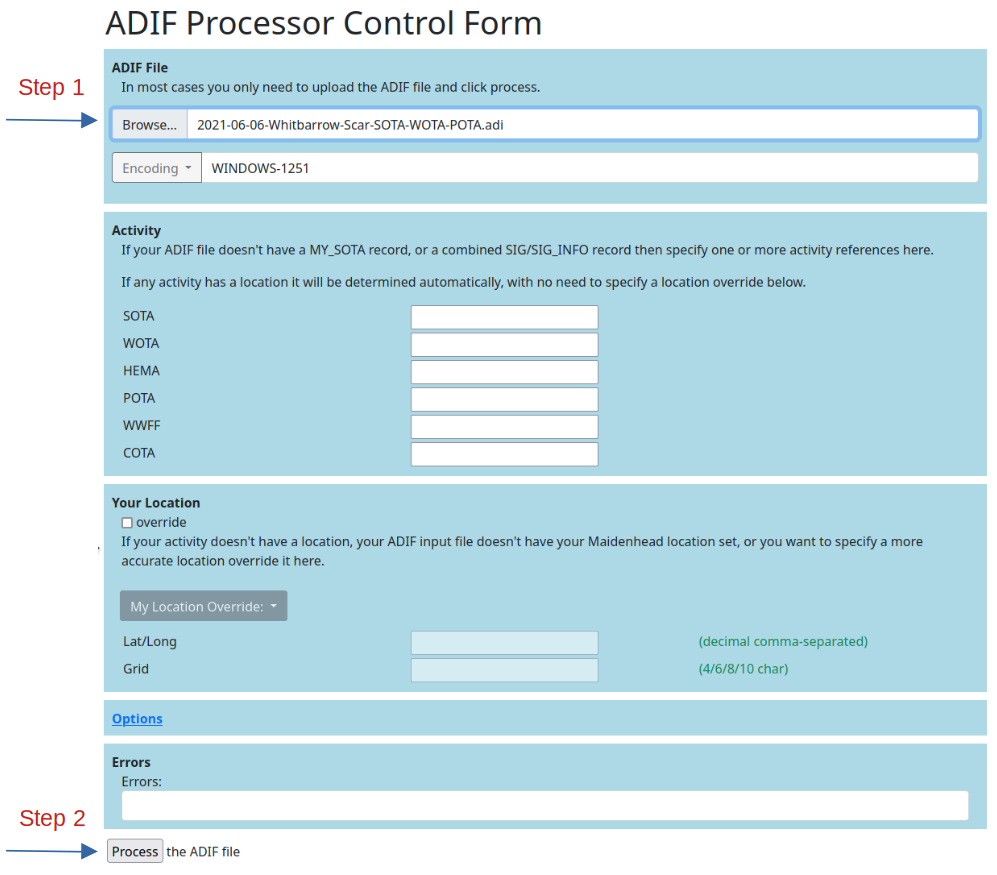 ADIF Processor Control Form
ADIF File
Step 1
In most cases you only need to upload the ADIF file and click process.
Browse... 2021-06-06-Whitbarrow-Scar-SOTA-WOTA-POTA.adi
Encoding WINDOWS-1251
Activity
If your ADIF file doesn't have a MY_SOTA record, or a combined SIG/SIG_INFO record then specify one or more activity references here.
If any activity has a location it will be determined automatically, with no need to specify a location override below.
SOTA
WOTA
HEMA
POTA
WWFF
COTA
Your Location
override
If your activity doesn't have a location, your ADIF input file doesn't have your Maidenhead location set, or you want to specify a more
accurate location override it here.
My Location Override:
Lat/Long (decimal comma-separated)
Grid (4/6/8/10 char)
Options
Errors
Errors:
Step 2
Process the ADIF file